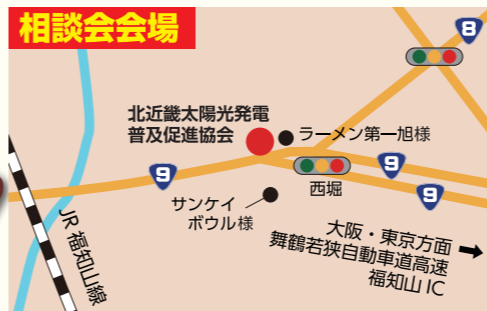 相談会会場
8
北近畿太陽光発電
普及促進協会
ラーメン第一旭様
9
9
西堀
9
サンケイ
ボウル様
JR 福知山線
大阪・東京方面
舞鶴若狭自動車道高速
福知山 IC